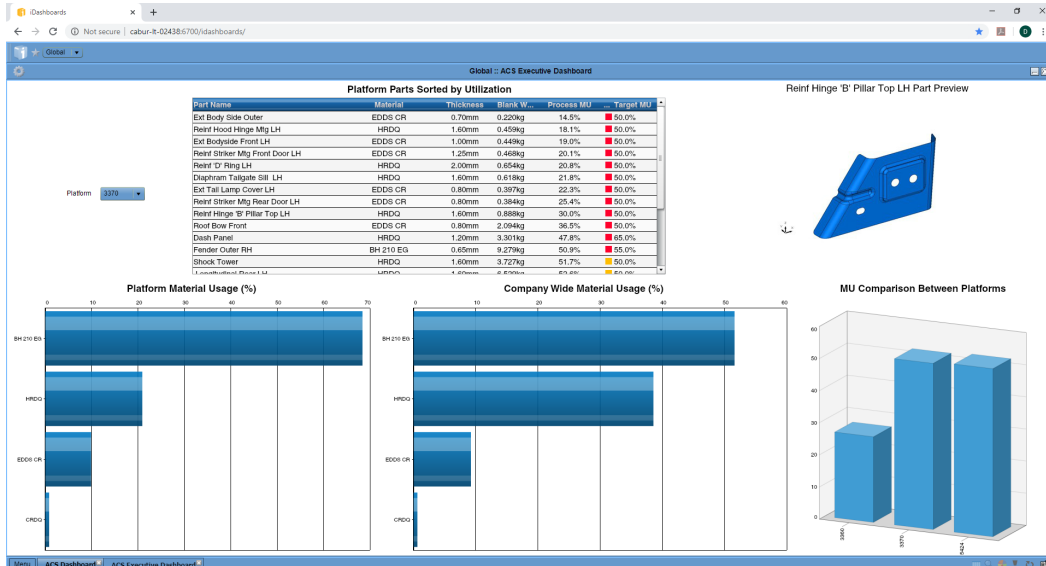 iDashboards
Not secure | cabur-lt-02438:6700/idashboards/
D
Global
Global :: ACS Executive Dashboard
Platform Parts Sorted by Utilization
Part Name Material Thickness Blank W... Process MU ... Target MU
Ext Body Side Outer EDDS CR 0.70mm 0.220kg 14.5% 50.0%
Reinf Hood Hinge Mtg LH HRDQ 1.60mm 0.459kg 18.1% 50.0%
Ext Bodyside Front LH EDDS CR 1.00mm 0.449kg 19.0% 50.0%
Reinf Striker Mtg Front Door LH EDDS CR 1.25mm 0.468kg 20.1% 50.0%
Reinf 'D' Ring LH HRDQ 2.00mm 0.654kg 20.8% 50.0%
Diaphram Tailgate Sill LH HRDQ 1.60mm 0.618kg 21.8% 50.0%
Ext Tail Lamp Cover LH EDDS CR 0.80mm 0.397kg 22.3% 50.0%
Reinf Striker Mtg Rear Door LH EDDS CR 0.80mm 0.384kg 25.4% 50.0%
Reinf Hinge 'B' Pillar Top LH HRDQ 1.60mm 0.888kg 30.0% 50.0%
Roof Bow Front EDDS CR 0.80mm 2.094kg 36.5% 50.0%
Dash Panel HRDQ 1.20mm 3.301kg 47.8% 65.0%
Fender Outer RH BH 210 EG 0.65mm 9.279kg 50.9% 55.0%
Shock Tower HRDQ 1.60mm 3.727kg 51.7% 50.0%
Longitudinal Rear LH HRDQ 1.60mm 6.520kg 52.6% 50.0%
Platform 3370
Reinf Hinge 'B' Pillar Top LH Part Preview
Platform Material Usage (%)
0 10 20 30 40 50 60 70
BH 210 EG
HRDQ
EDDS CR
CRDQ
Company Wide Material Usage (%)
0 10 20 30 40 50 60
BH 210 EG
HRDQ
EDDS CR
CRDQ
MU Comparison Between Platforms
60
50
40
30
20
10
0
3360
3370
5424
Menu ACS Dashboard ACS Executive Dashboard